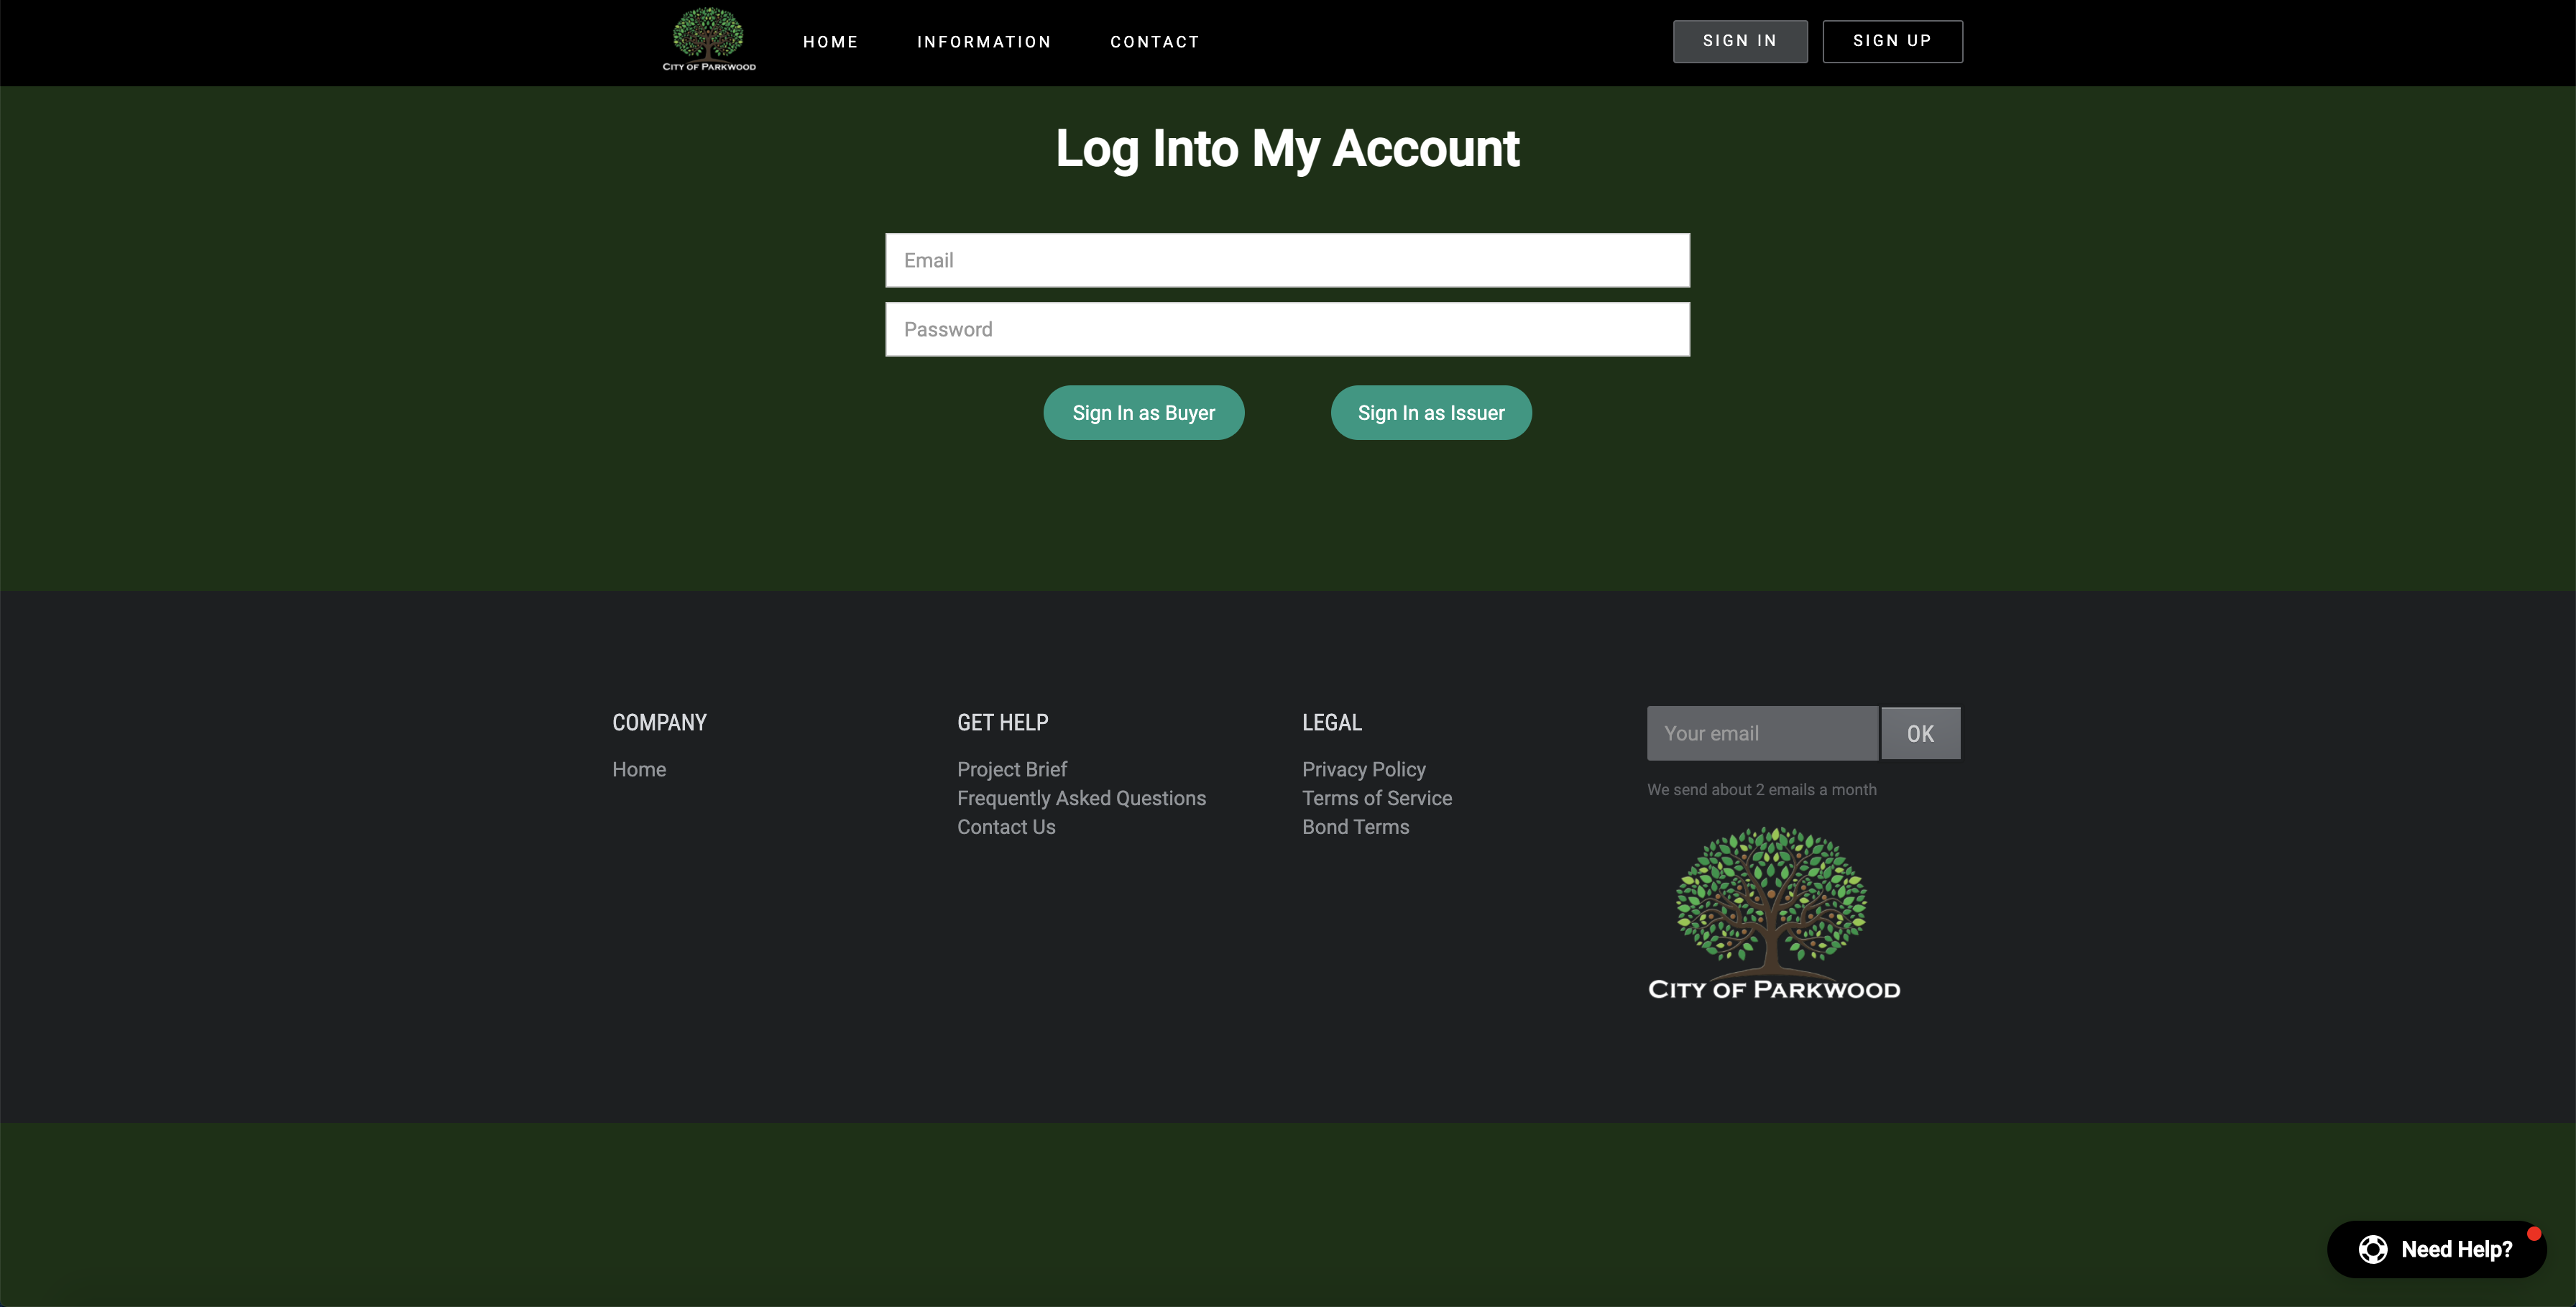 CITY OF PARKWOOD
HOME
INFORMATION
CONTACT
SIGN IN
SIGN UP
Log Into My Account
Email
Password
Sign In as Buyer
Sign In as Issuer
COMPANY
Home
GET HELP
Project Brief
Frequently Asked Questions
Contact Us
LEGAL
Privacy Policy
Terms of Service
Bond Terms
Your email
OK
We send about 2 emails a month
CITY OF PARKWOOD
Need Help?